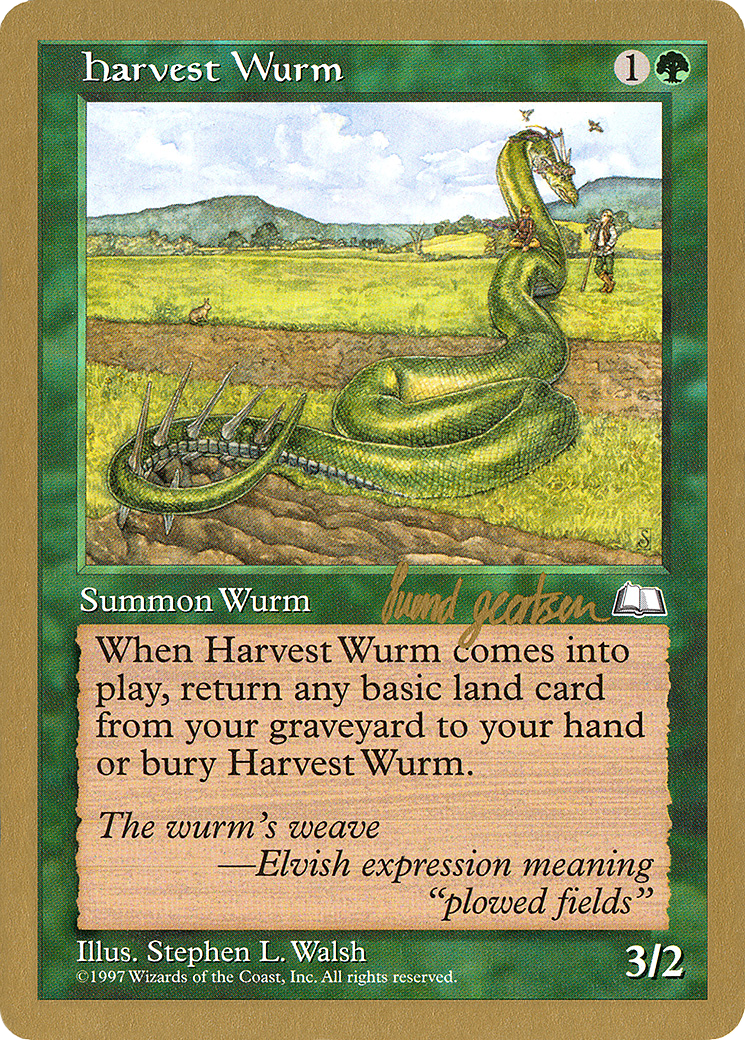 Harvest Wurm
1
Summon Wurm
Svend Geertsen
When Harvest Wurm comes into
play, return any basic land card
from your graveyard to your hand
or bury Harvest Wurm.
The wurm's weave
—Elvish expression meaning
"plowed fields"
Illus. Stephen L. Walsh
©1997 Wizards of the Coast, Inc. All rights reserved.
3/2